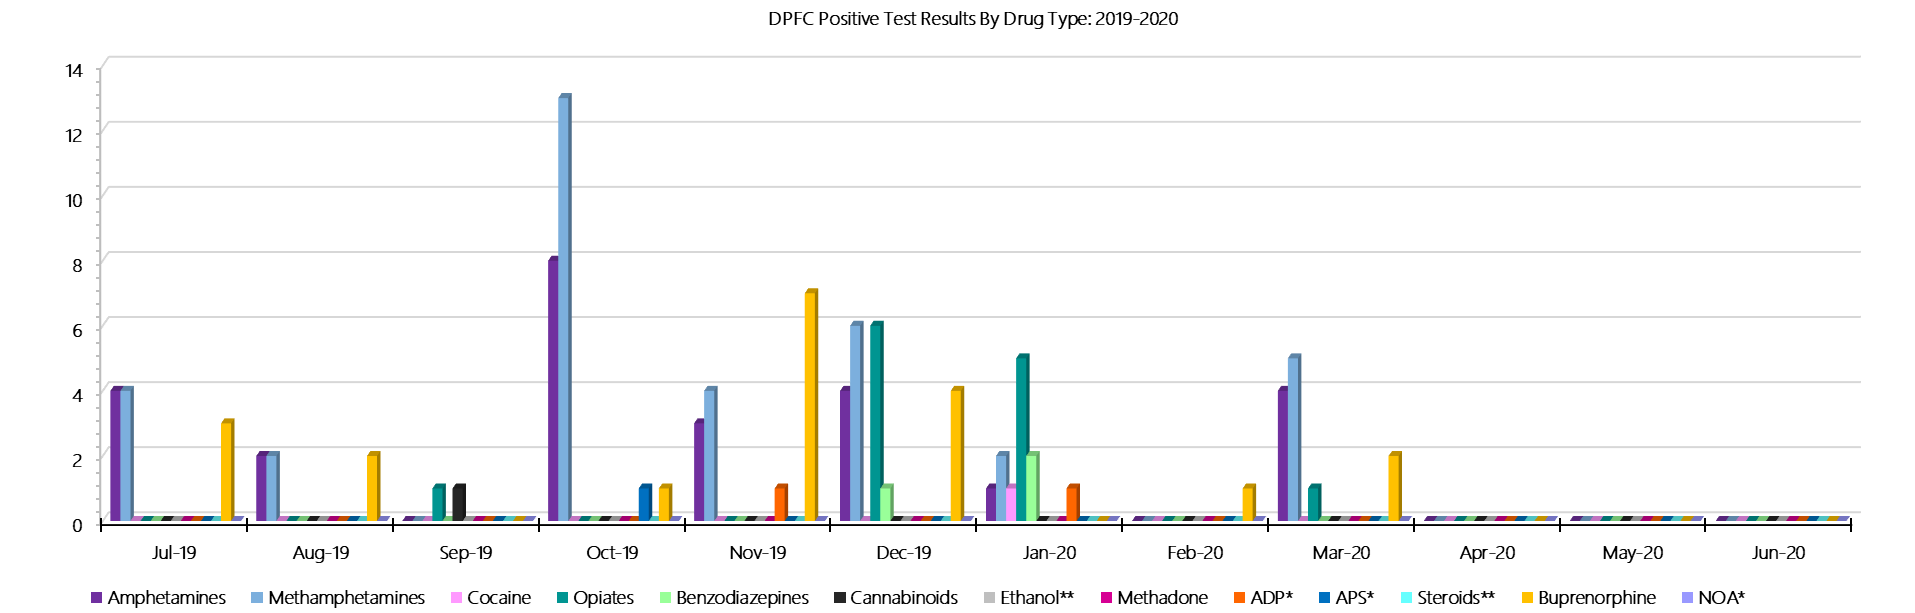 DPFC Positive Test Results By Drug Type: 2019-2020
14
12
10
8
6
4
2
0
Jul-19 Aug-19 Sep-19 Oct-19 Nov-19 Dec-19 Jan-20 Feb-20 Mar-20 Apr-20 May-20 Jun-20
Amphetamines Methamphetamines Cocaine Opiates Benzodiazepines Cannabinoids Ethanol** Methadone ADP* APS* Steroids** Buprenorphine NOA*